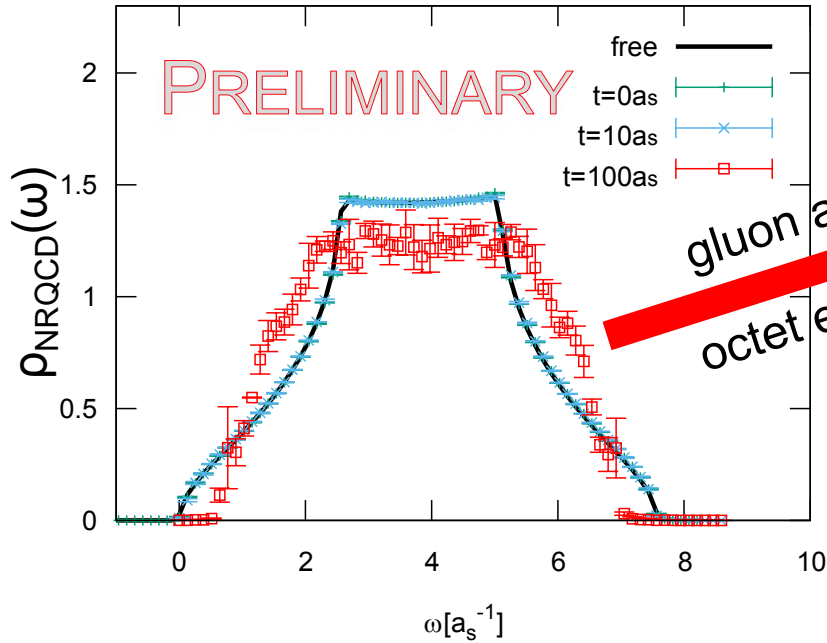 PRELIMINARY
free
t=0as
t=10as
t=100as
gluon a
octet e
ρNRQCD(ω)
2
1.5
1
0.5
0
0 2 4 6 8 10
ω[as-1]